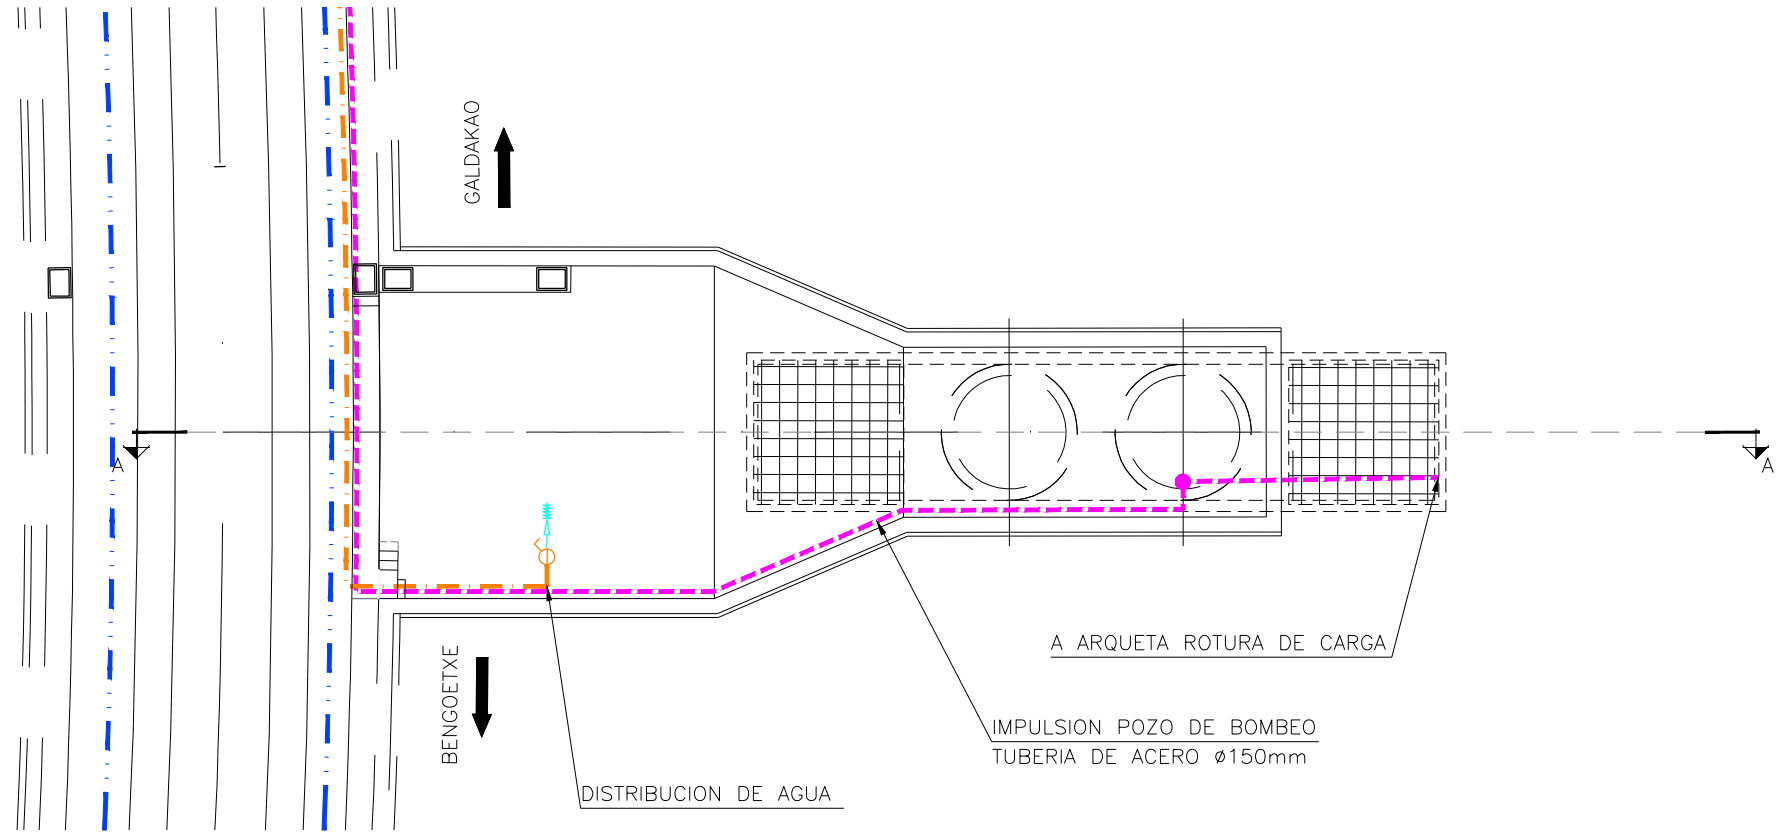 GALDAKAO
A
A
A ARQUETA ROTURA DE CARGA
BENGOETXE
IMPULSION POZO DE BOMBEO
TUBERIA DE ACERO Ø150mm
DISTRIBUCION DE AGUA